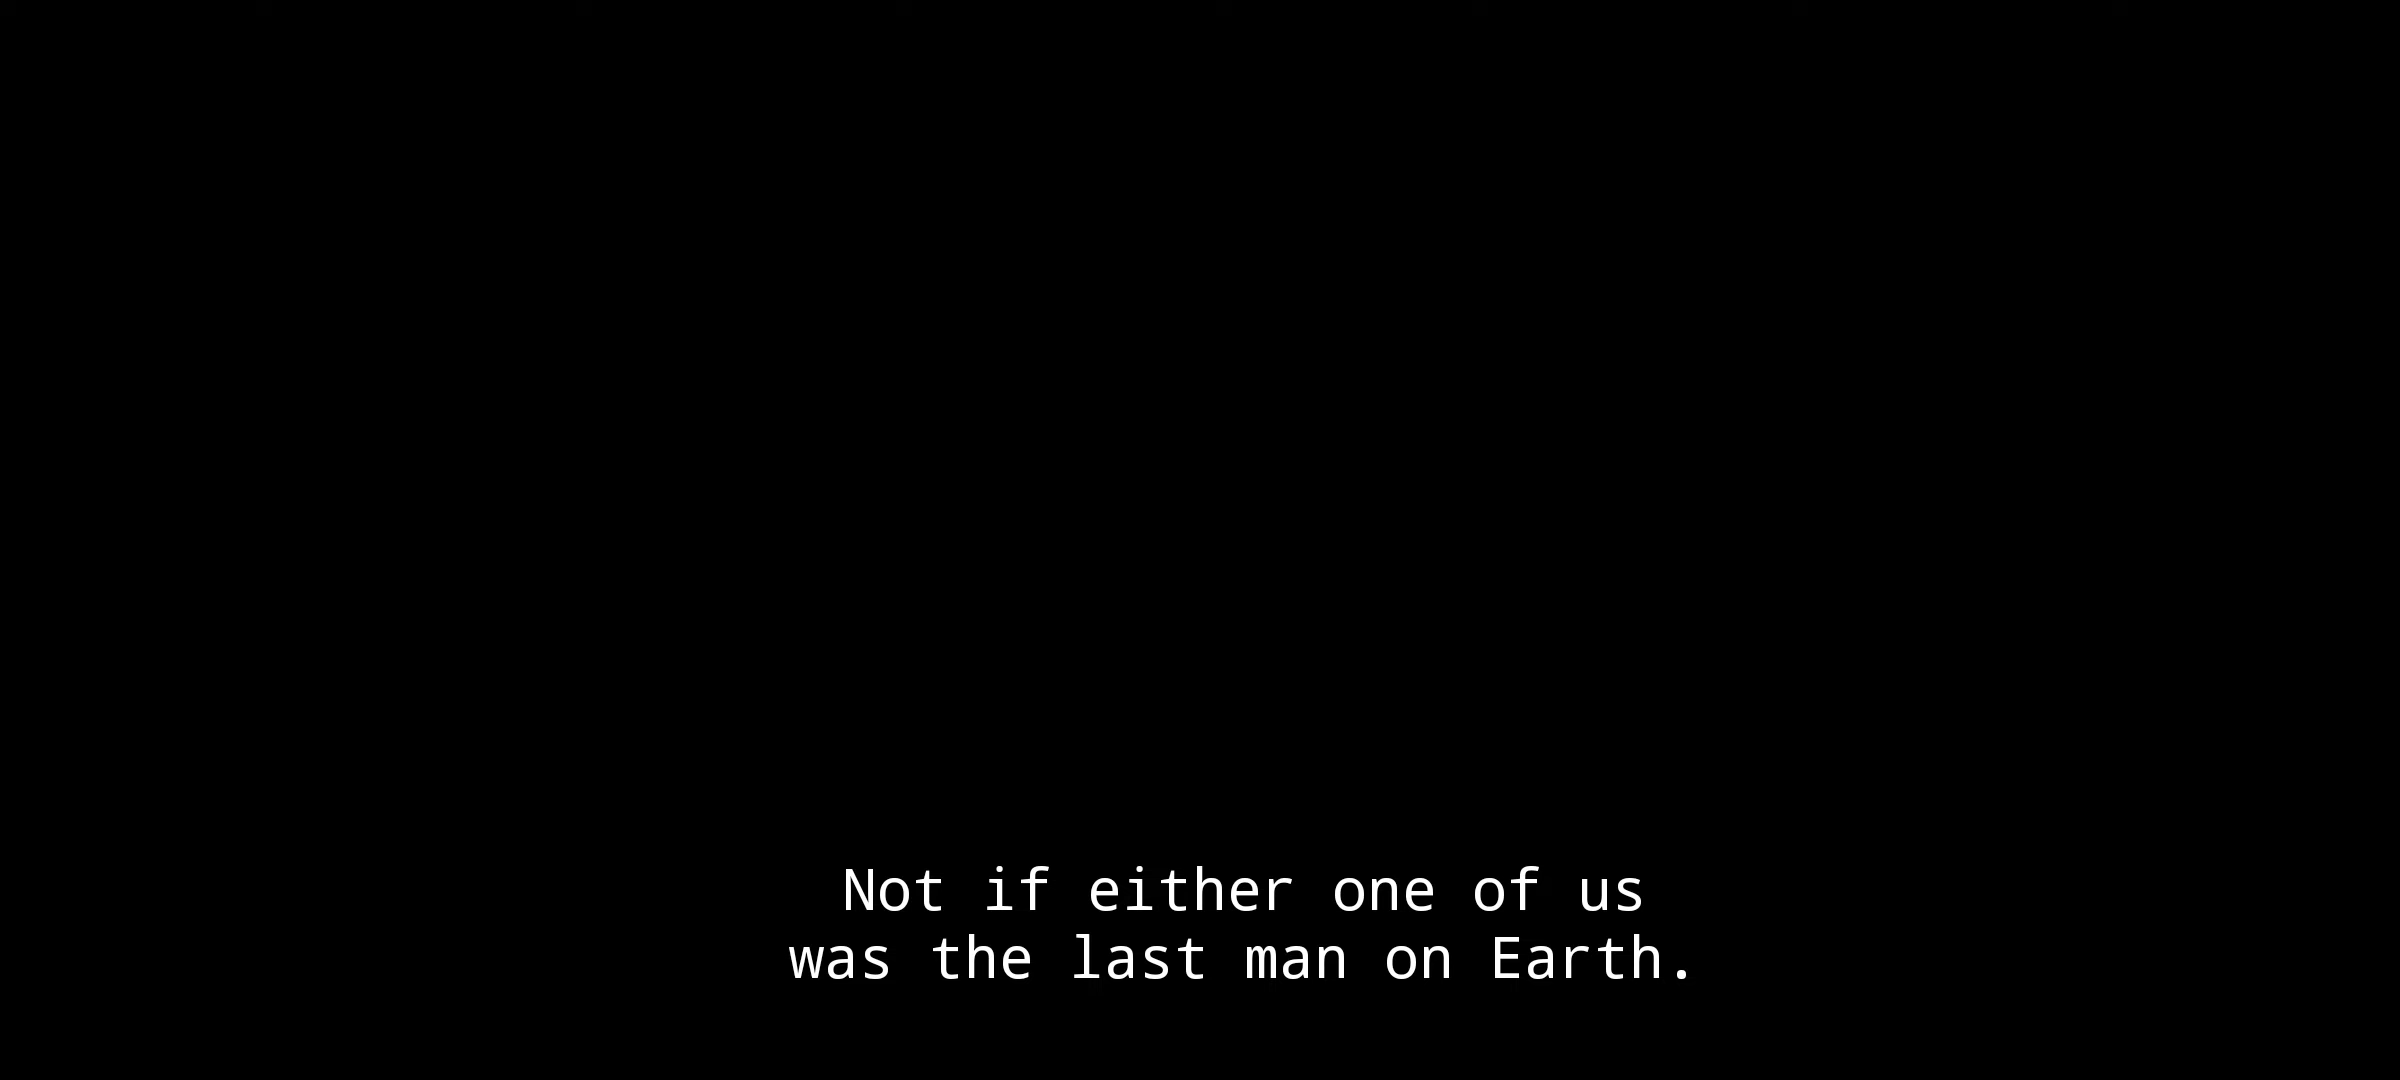 Not if either one of us
was the last man on Earth.